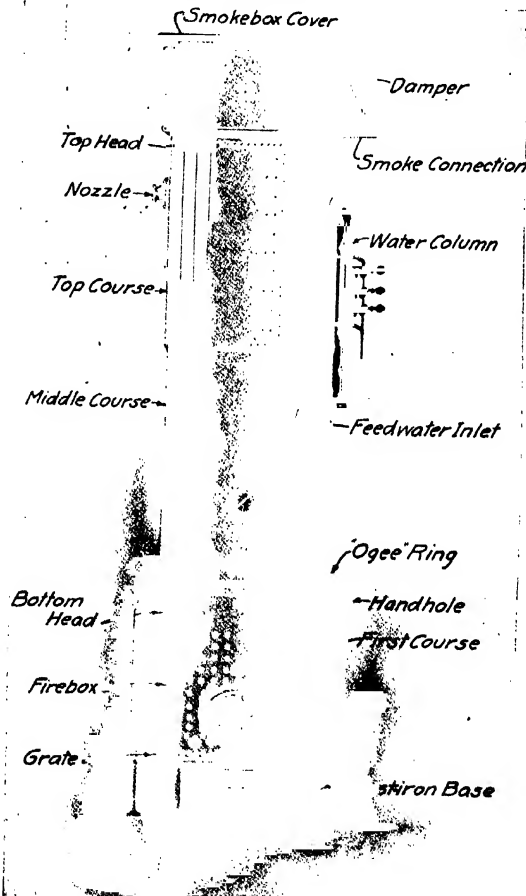 Smokebox Cover
Damper
Top Head
Smoke Connection
Nozzle
Water Column
Top Course
Middle Course
Feedwater Inlet
"Ogee" Ring
Bottom
Head
Handhole
First Course
Firebox
Grate
Base